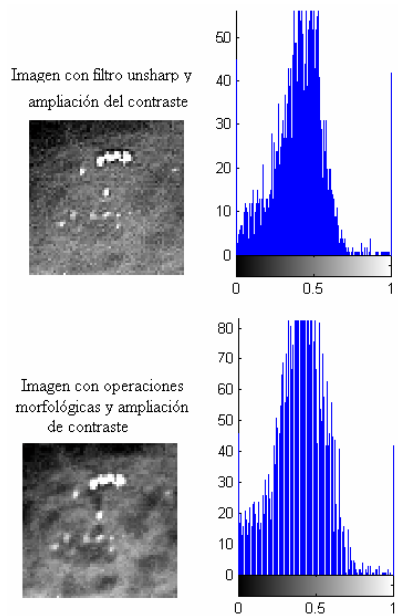 Imagen con filtro unsharp y
ampliación del contraste
50
40
30
20
10
0
0 0.5 1
Imagen con operaciones
morfológicas y ampliación
de contraste
80
70
60
50
40
30
20
10
0
0 0.5 1